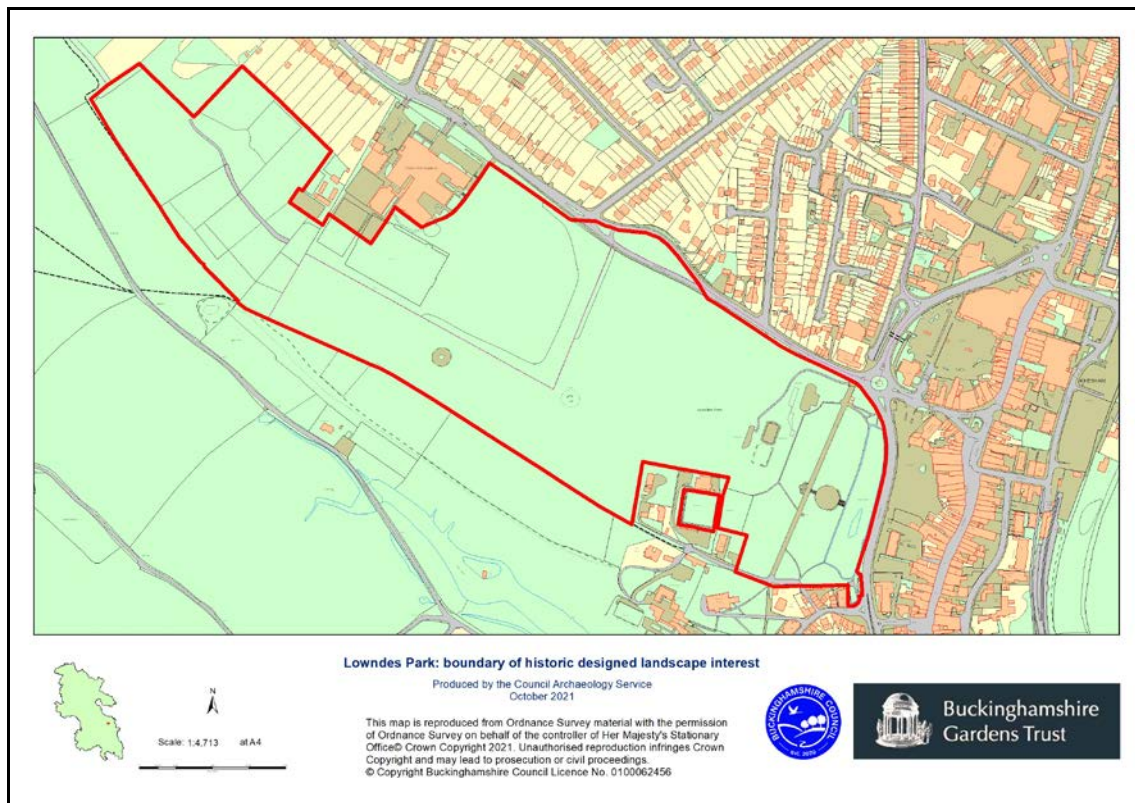 Lowndes Park: boundary of historic designed landscape interest
Produced by the Council Archaeology Service
October 2021
N
Scale: 1:4,713 at A4
This map is reproduced from Ordnance Survey material with the permission
of Ordnance Survey on behalf of the controller of Her Majesty's Stationary
Office© Crown Copyright 2021. Unauthorised reproduction infringes Crown
Copyright and may lead to prosecution or civil proceedings.
© Copyright Buckinghamshire Council Licence No. 0100062456
BUCKINGHAMSHIRE COUNCIL
EST. 2020
Buckinghamshire
Gardens Trust